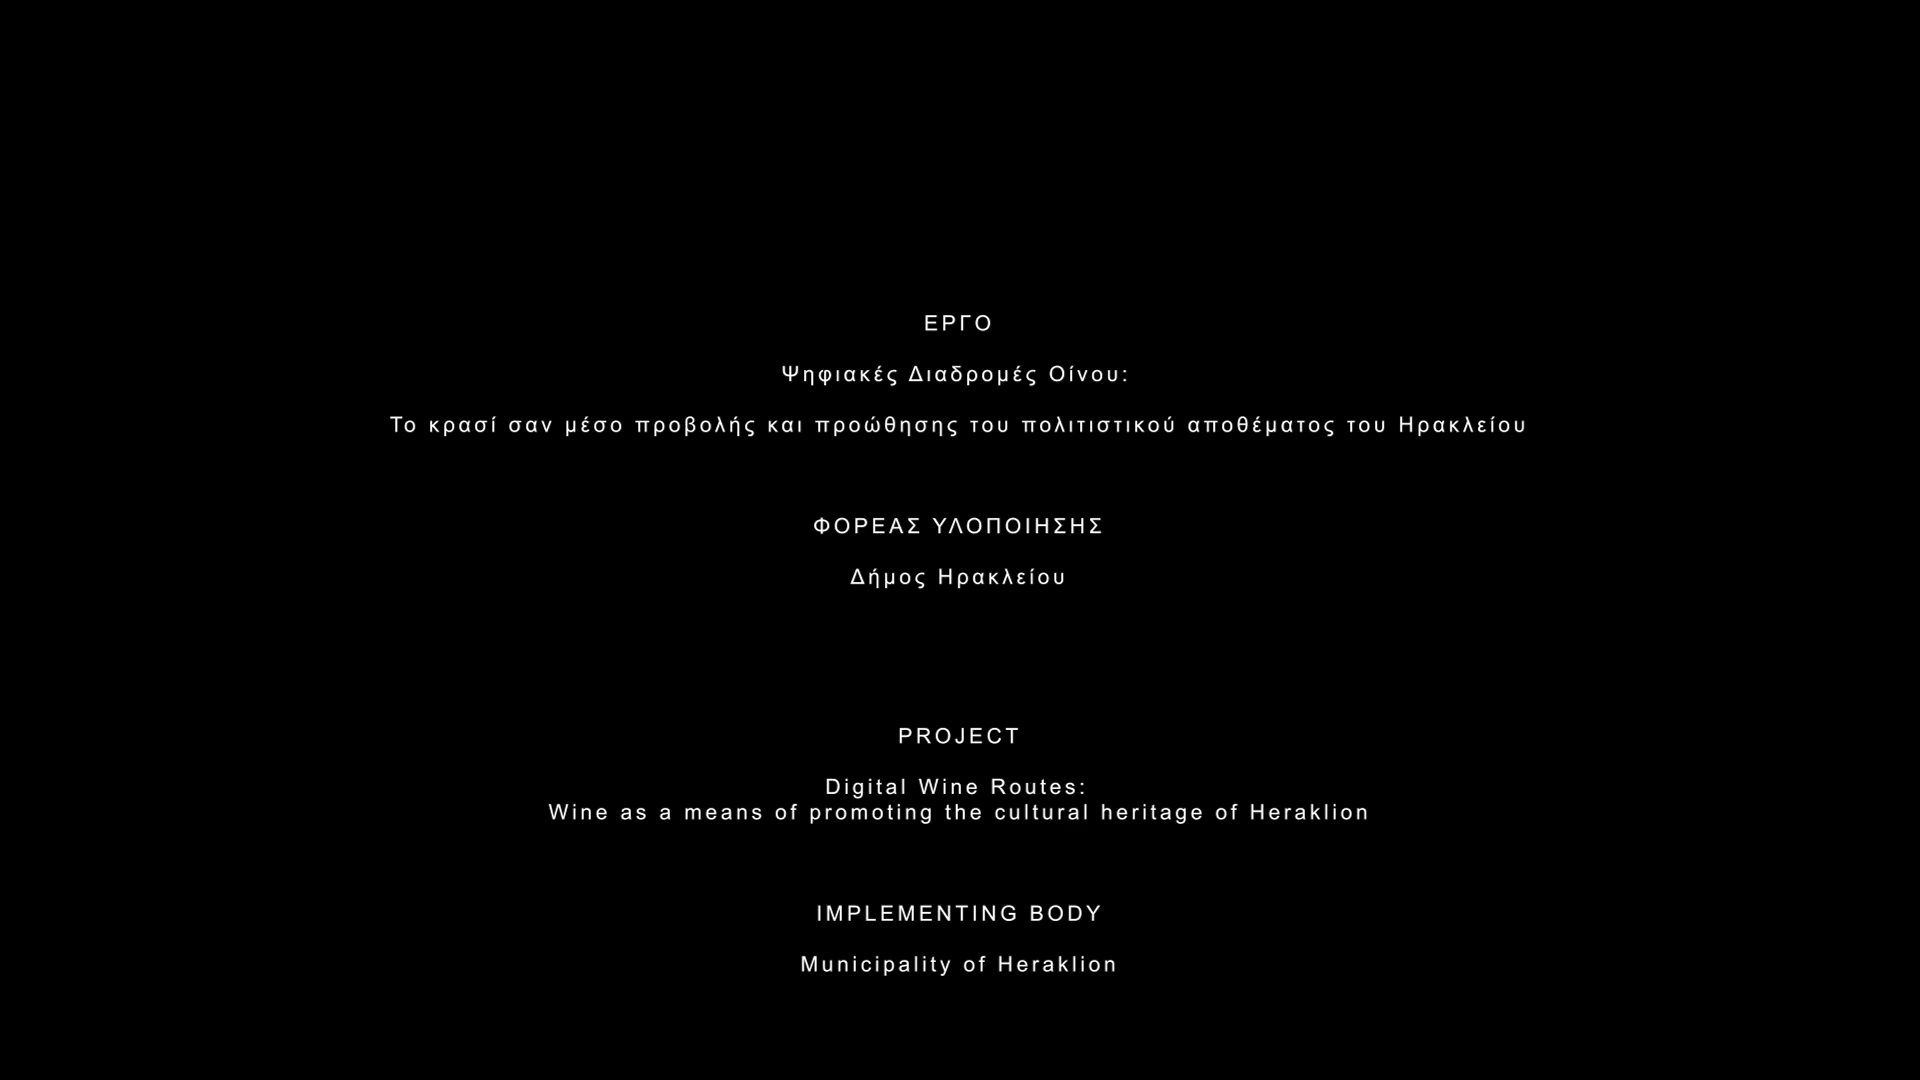 ΕΡΓΟ
Ψηφιακές Διαδρομές Οίνου:
Το κρασί σαν μέσο προβολής και προώθησης του πολιτιστικού αποθέματος του Ηρακλείου
ΦΟΡΕΑΣ ΥΛΟΠΟΙΗΣΗΣ
Δήμος Ηρακλείου
PROJECT
Digital Wine Routes:
Wine as a means of promoting the cultural heritage of Heraklion
IMPLEMENTING BODY
Municipality of Heraklion